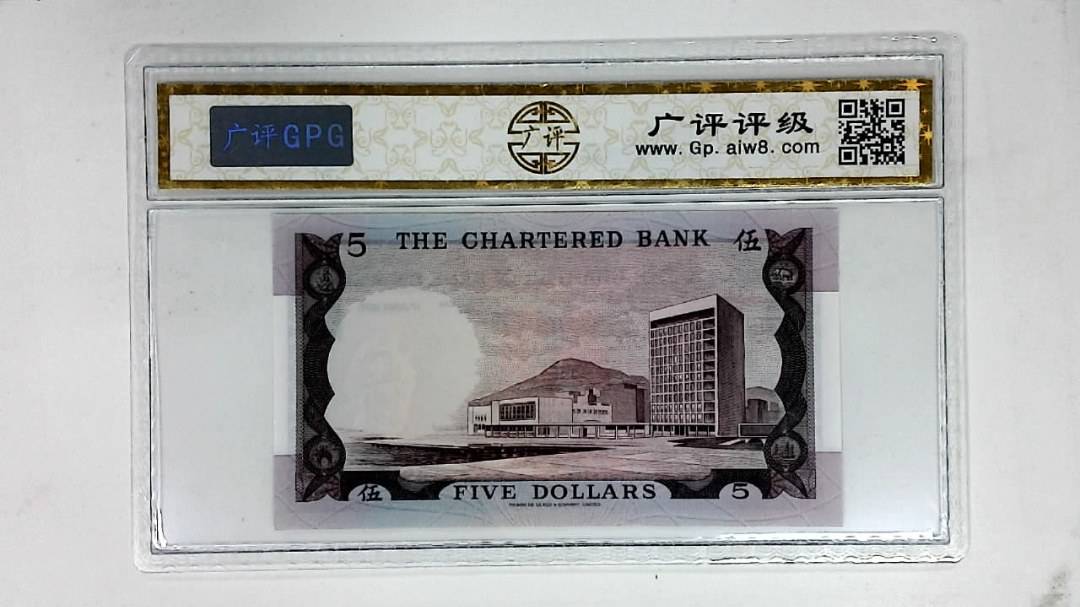 广评GPG
广评
广评评级
www. Gp. aiw8. com
5 THE CHARTERED BANK 伍
伍 FIVE DOLLARS 5